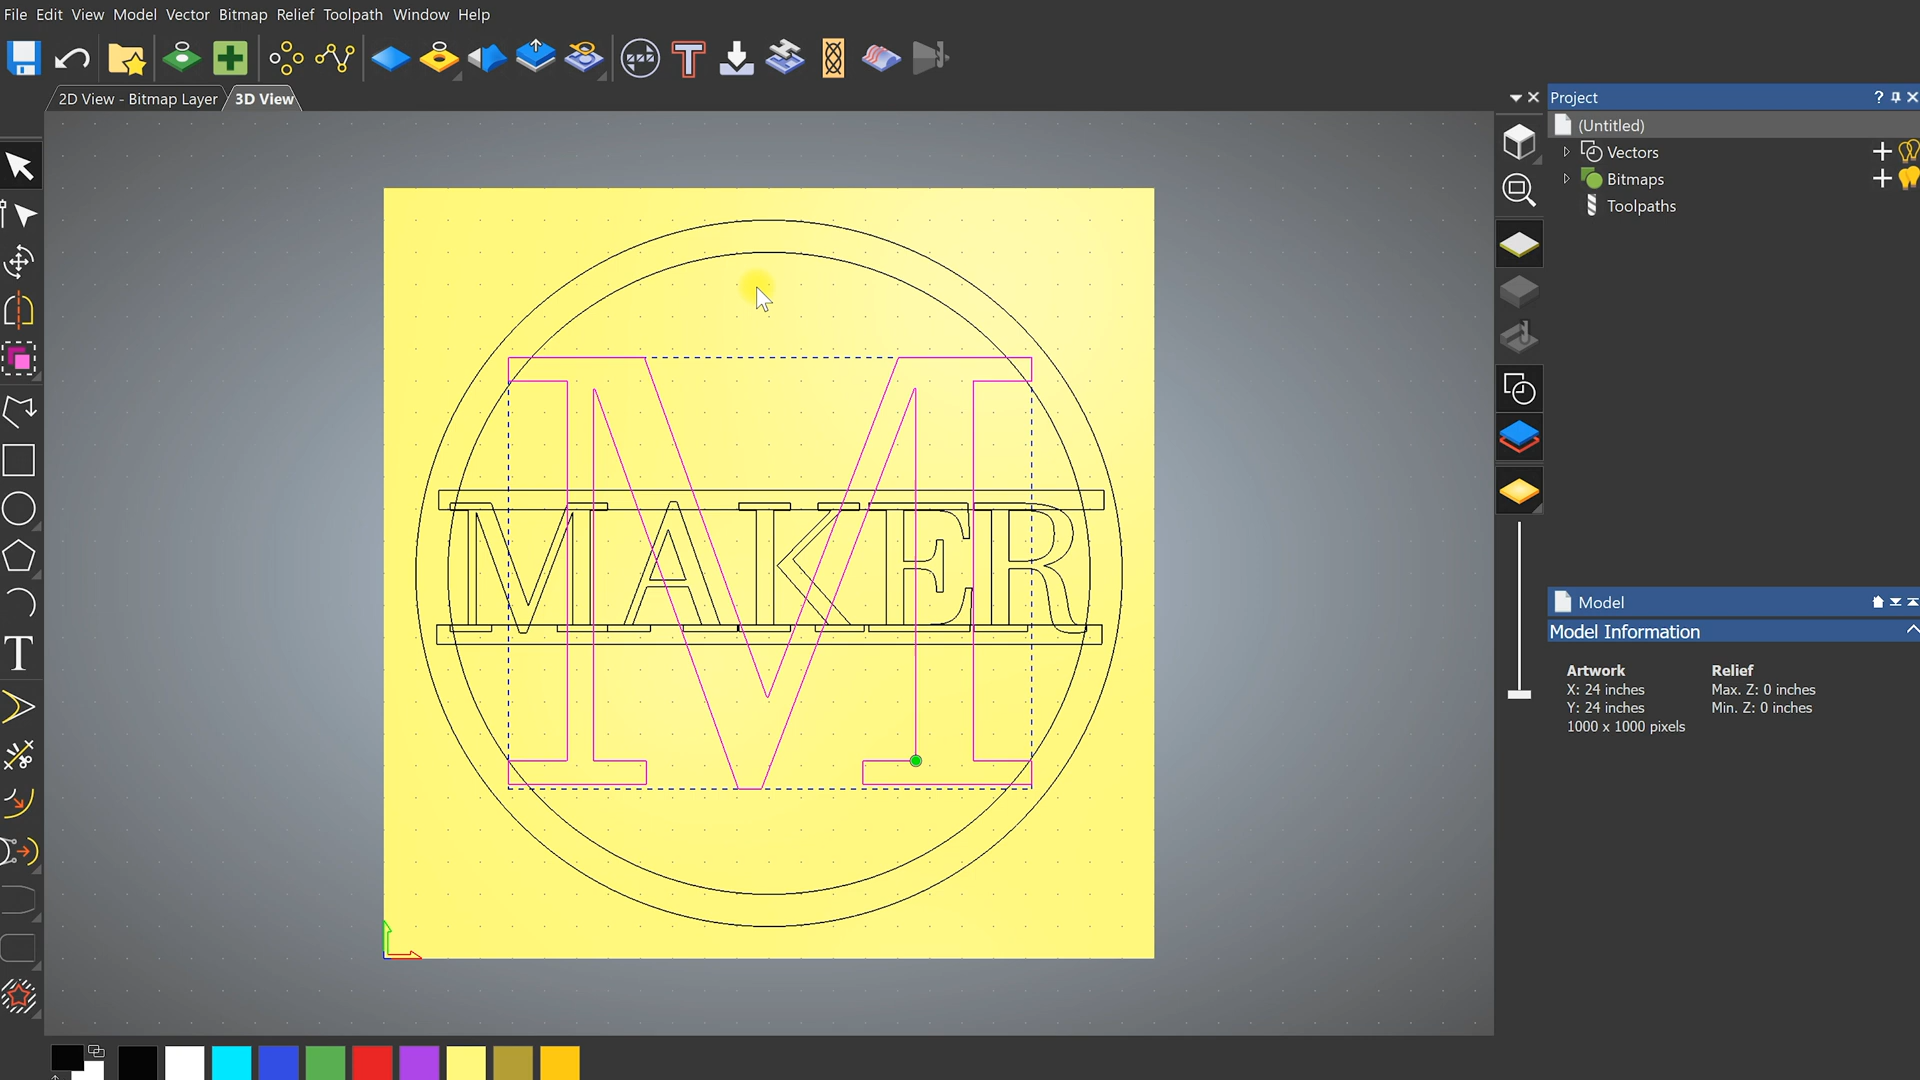 File Edit View Model Vector Bitmap Relief Toolpath Window Help
2D View - Bitmap Layer
3D View
Project
(Untitled)
Vectors
Bitmaps
Toolpaths
M
MAKER
Model
Model Information
Artwork
X: 24 inches
Y: 24 inches
1000 x 1000 pixels
Relief
Max. Z: 0 inches
Min. Z: 0 inches